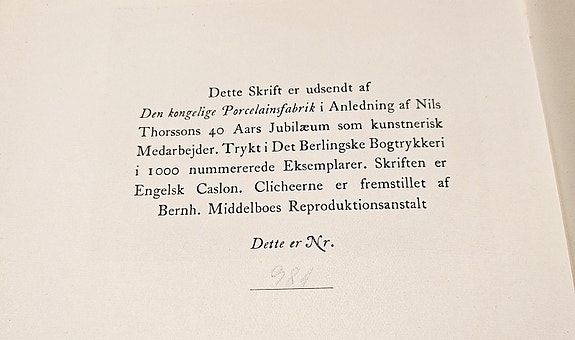 Dette Skrift er udsendt af
Den kongelige Porcelainsfabrik i Anledning af Nils
Thorssons 40 Aars Jubilæum som kunstnerisk
Medarbejder. Trykt i Det Berlingske Bogtrykkeri
i 1000 nummererede Eksemplarer. Skriften er
Engelsk Caslon. Clicheerne er fremstillet af
Bernh. Middelboes Reproduktionsanstalt
Dette er Nr.